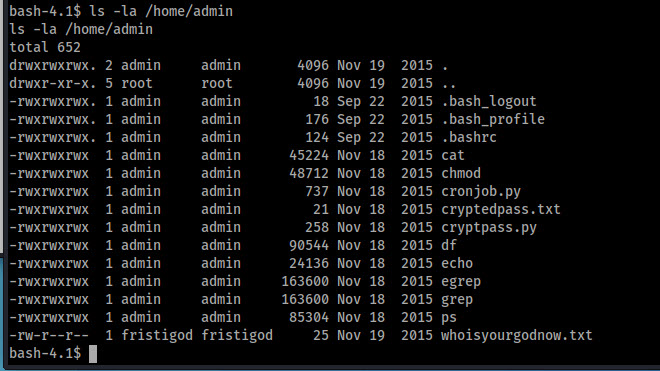 bash-4.1$ ls -la /home/admin
ls -la /home/admin
total 652
drwxrwxrwx. 2 admin     admin       4096 Nov 19  2015 .
drwxr-xr-x. 5 root      root        4096 Nov 19  2015 ..
-rwxrwxrwx. 1 admin     admin         18 Sep 22  2015 .bash_logout
-rwxrwxrwx. 1 admin     admin        176 Sep 22  2015 .bash_profile
-rwxrwxrwx. 1 admin     admin        124 Sep 22  2015 .bashrc
-rwxrwxrwx  1 admin     admin      45224 Nov 18  2015 cat
-rwxrwxrwx  1 admin     admin      48712 Nov 18  2015 chmod
-rwxrwxrwx  1 admin     admin        737 Nov 18  2015 cronjob.py
-rwxrwxrwx  1 admin     admin         21 Nov 18  2015 cryptedpass.txt
-rwxrwxrwx  1 admin     admin        258 Nov 18  2015 cryptpass.py
-rwxrwxrwx  1 admin     admin      90544 Nov 18  2015 df
-rwxrwxrwx  1 admin     admin      24136 Nov 18  2015 echo
-rwxrwxrwx  1 admin     admin     163600 Nov 18  2015 egrep
-rwxrwxrwx  1 admin     admin     163600 Nov 18  2015 grep
-rwxrwxrwx  1 admin     admin      85304 Nov 18  2015 ps
-rw-r--r--  1 fristigod fristigod     25 Nov 19  2015 whoisyourgodnow.txt
bash-4.1$